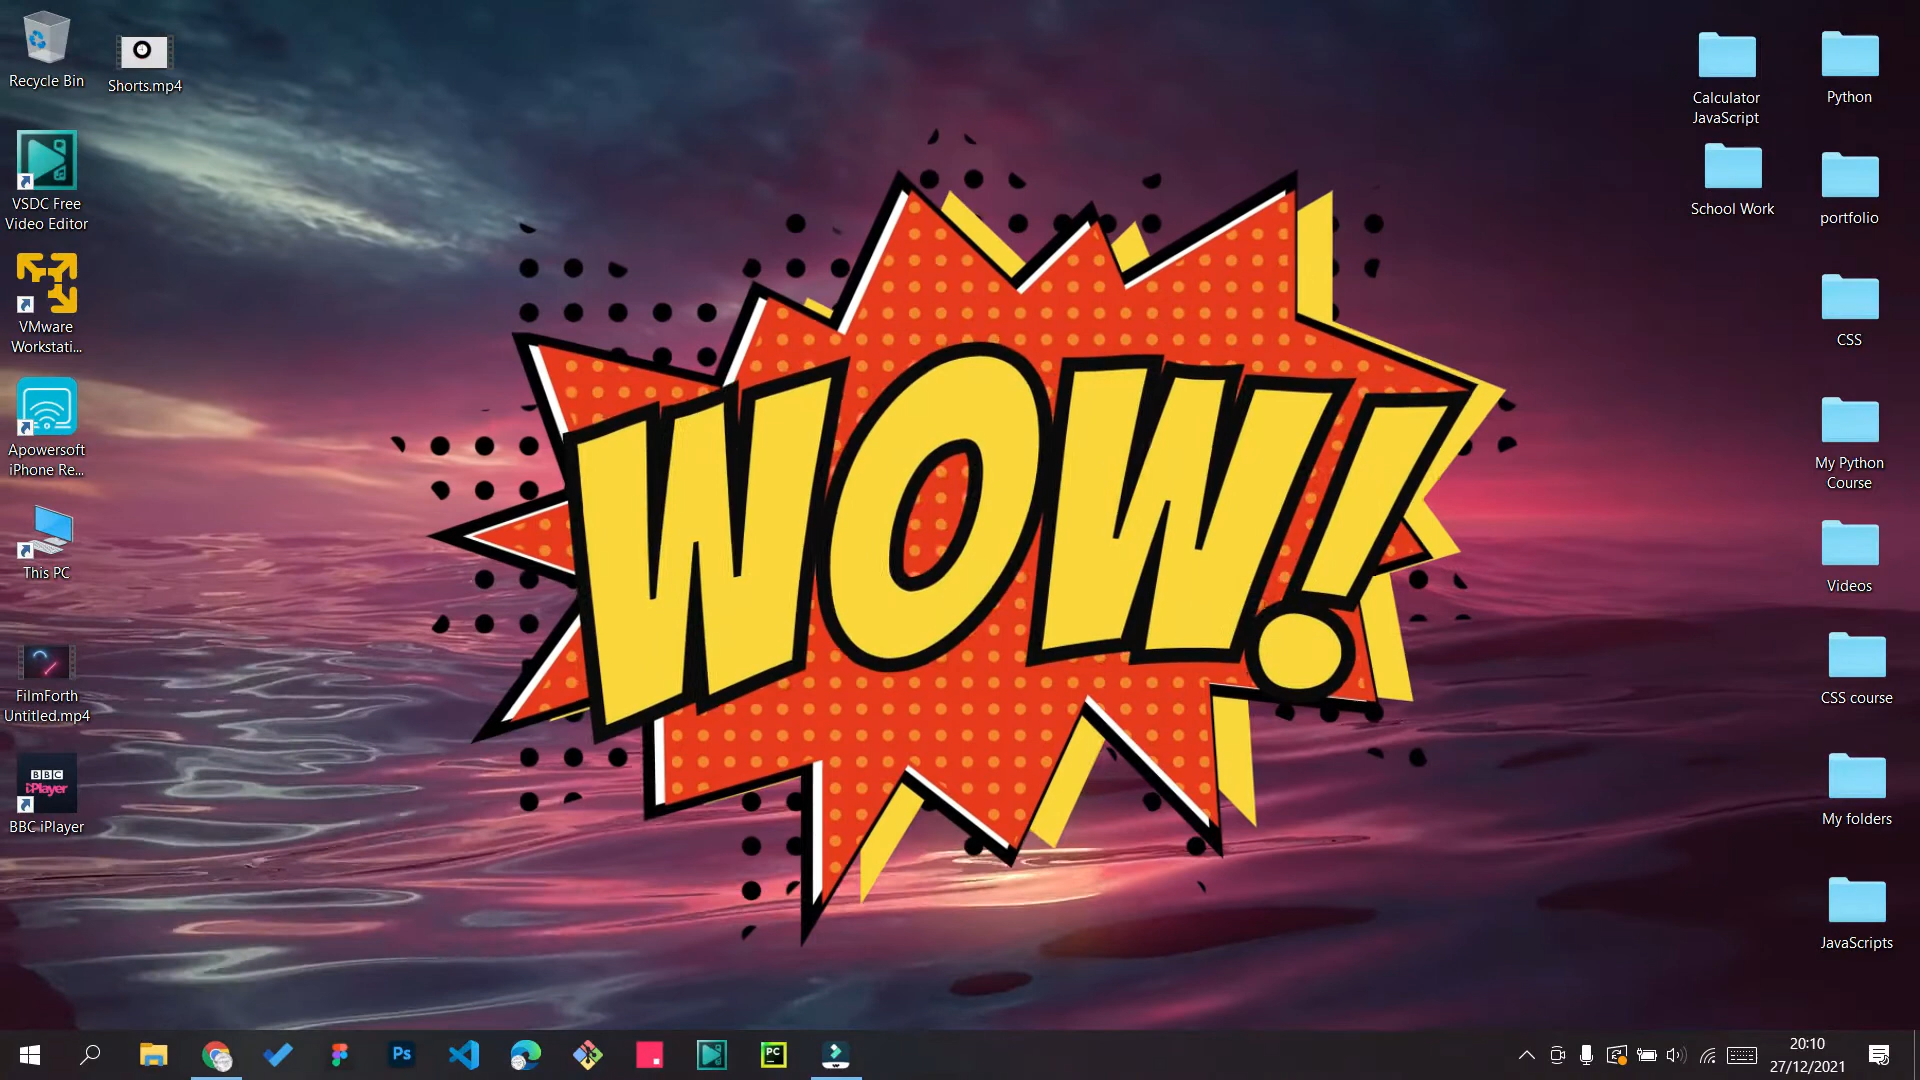 Recycle Bin
Shorts.mp4
VSDC Free
Video Editor
VMware
Workstati...
Apowersoft
iPhone Re...
This PC
FilmForth
Untitled.mp4
BBC
iPlayer
BBC iPlayer
WOW!
Calculator
JavaScript
Python
School Work
portfolio
CSS
My Python
Course
Videos
CSS course
My folders
JavaScripts
Ps
PC
20:10
27/12/2021